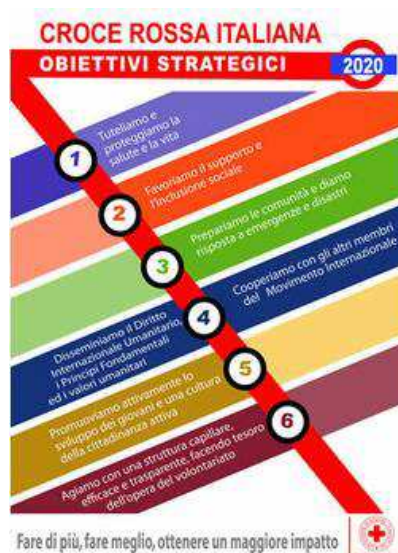 CROCE ROSSA ITALIANA
OBIETTIVI STRATEGICI
2020
1
Tuteliamo e
proteggiamo la
salute e la vita
2
Favoriamo il supporto e
l'inclusione sociale
3
Prepariamo le comunità e diamo
risposta a emergenze e disastri
4
Disseminiamo il Diritto
Internazionale Umanitario,
i Principi Fondamentali
ed i valori umanitari
Cooperiamo con gli altri membri
del Movimento Internazionale
5
Promuoviamo attivamente lo
sviluppo dei giovani e una cultura
della cittadinanza attiva
6
Agiamo con una struttura capillare,
efficace e trasparente, facendo tesoro
dell'opera del volontariato
Fare di più, fare meglio, ottenere un maggiore impatto